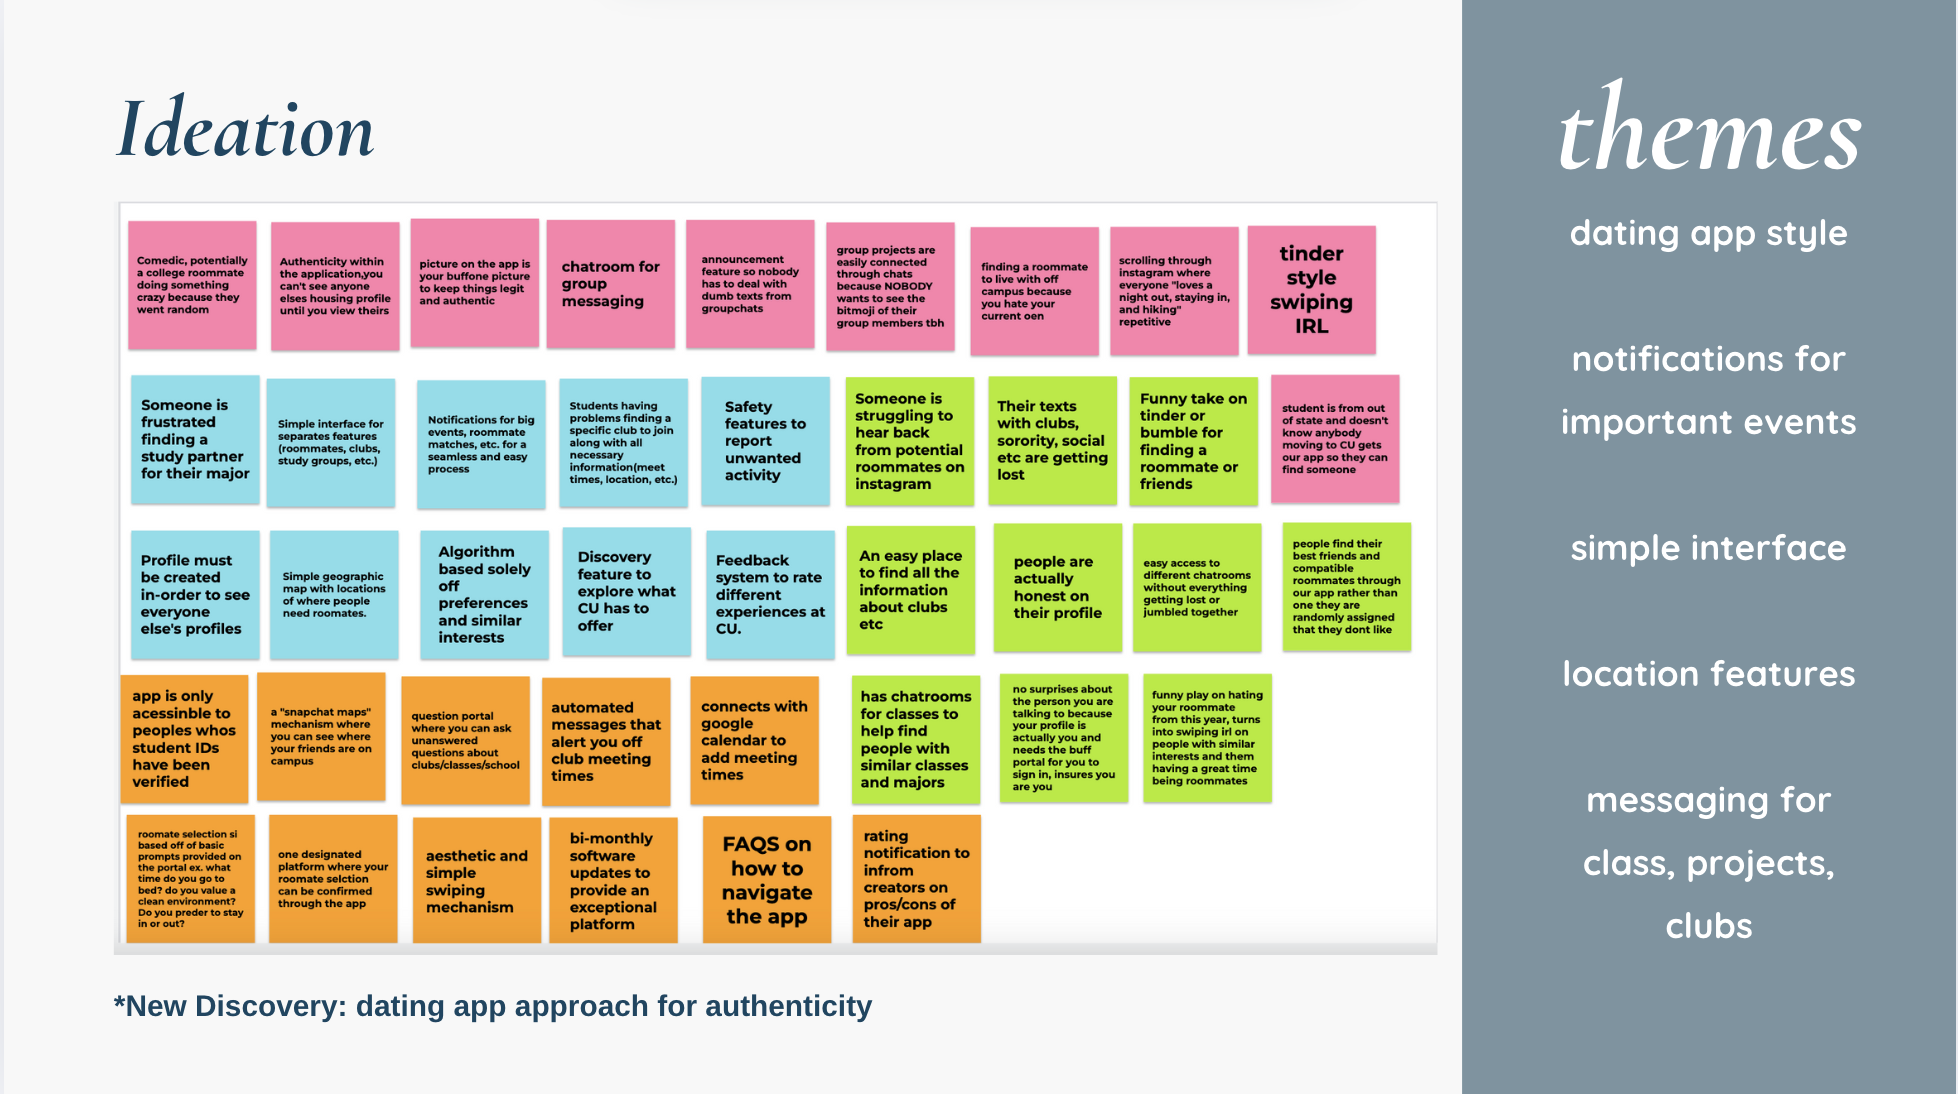 Ideation
Comedic, potentially
a college roommate
doing something
crazy because they
went random
Authenticity within
the application,you
can't see anyone
elses housing profile
until you view theirs
picture on the app is
your buffone picture
to keep things legit
and authentic
chatroom for
group
messaging
announcement
feature so nobody
has to deal with
dumb texts from
groupchats
group projects are
easily connected
through chats
because NOBODY
wants to see the
bitmoji of their
group members tbh
finding a roommate
to live with off
campus because
you hate your
current oen
scrolling through
instagram where
everyone "loves a
night out, staying in,
and hiking"
repetitive
tinder
style
swiping
IRL
Someone is
frustrated
finding a
study partner
for their major
Simple interface for
separates features
(roommates, clubs,
study groups, etc.)
Notifications for big
events, roommate
matches, etc. for a
seamless and easy
process
Students having
problems finding a
specific club to join
along with all
necessary
information(meet
times, location, etc.)
Safety
features to
report
unwanted
activity
Someone is
struggling to
hear back
from potential
roommates on
instagram
Their texts
with clubs,
sorority, social
etc are getting
lost
Funny take on
tinder or
bumble for
finding a
roommate or
friends
student is from out
of state and doesn't
know anybody
moving to CU gets
our app so they can
find someone
Profile must
be created
in-order to see
everyone
else's profiles
Simple geographic
map with locations
of where people
need roomates.
Algorithm
based solely
off
preferences
and similar
interests
Discovery
feature to
explore what
CU has to
offer
Feedback
system to rate
different
experiences at
CU.
An easy place
to find all the
information
about clubs
etc
people are
actually
honest on
their profile
easy access to
different chatrooms
without everything
getting lost or
jumbled together
people find their
best friends and
compatible
roommates through
our app rather than
one they are
randomly assigned
that they dont like
app is only
acessinble to
peoples whos
student IDs
have been
verified
a "snapchat maps"
mechanism where
you can see where
your friends are on
campus
question portal
where you can ask
unanswered
questions about
clubs/classes/school
automated
messages that
alert you off
club meeting
times
connects with
google
calendar to
add meeting
times
has chatrooms
for classes to
help find
people with
similar classes
and majors
no surprises about
the person you are
talking to because
your profile is
actually you and
needs the buff
portal for you to
sign in, insures you
are you
funny play on hating
your roommate
from this year, turns
into swiping irl on
people with similar
interests and them
having a great time
being roommates
roomate selection si
based off of basic
prompts provided on
the portal ex. what
time do you go to
bed? do you value a
clean environment?
Do you preder to stay
in or out?
one designated
platform where your
roomate selction
can be confirmed
through the app
aesthetic and
simple
swiping
mechanism
bi-monthly
software
updates to
provide an
exceptional
platform
FAQS on
how to
navigate
the app
rating
notification to
infrom
creators on
pros/cons of
their app
*New Discovery: dating app approach for authenticity
themes
dating app style
notifications for
important events
simple interface
location features
messaging for
class, projects,
clubs